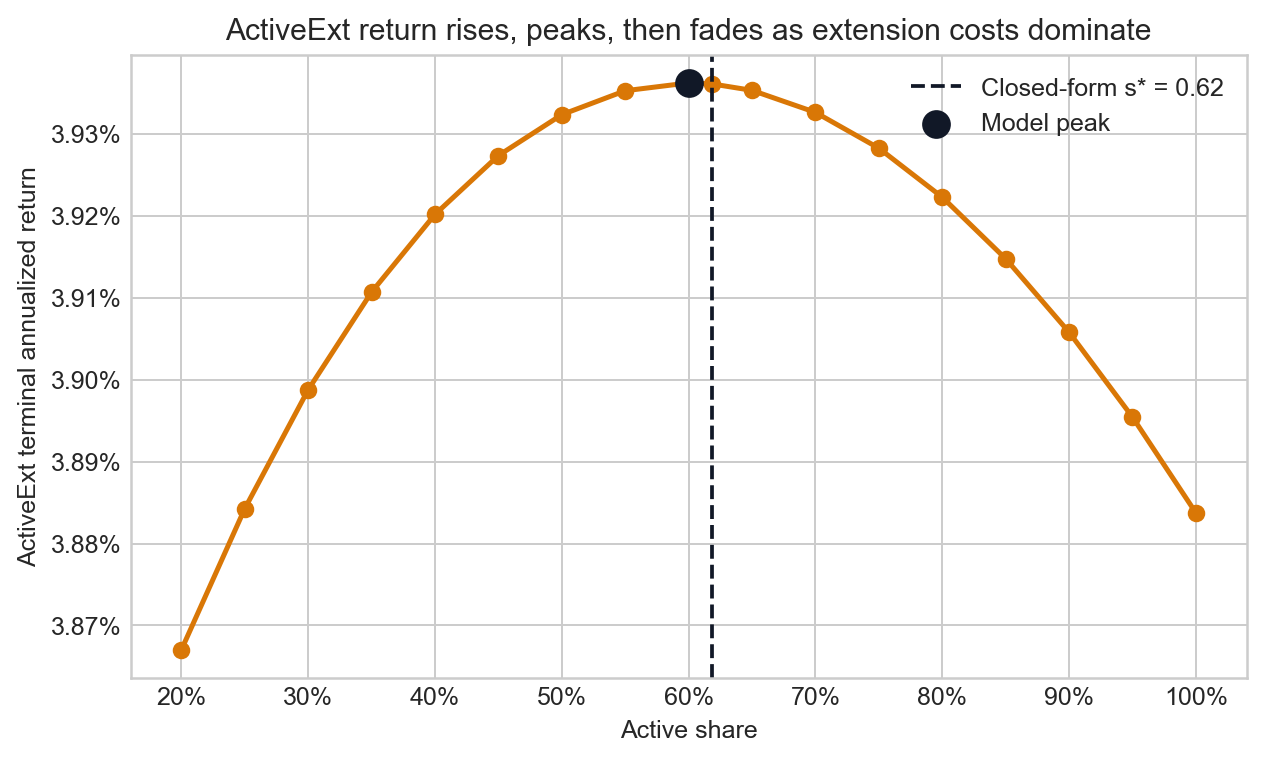 ActiveExt return rises, peaks, then fades as extension costs dominate
Closed-form s* = 0.62
Model peak
ActiveExt terminal annualized return
3.93%
3.92%
3.91%
3.90%
3.89%
3.88%
3.87%
20% 30% 40% 50% 60% 70% 80% 90% 100%
Active share